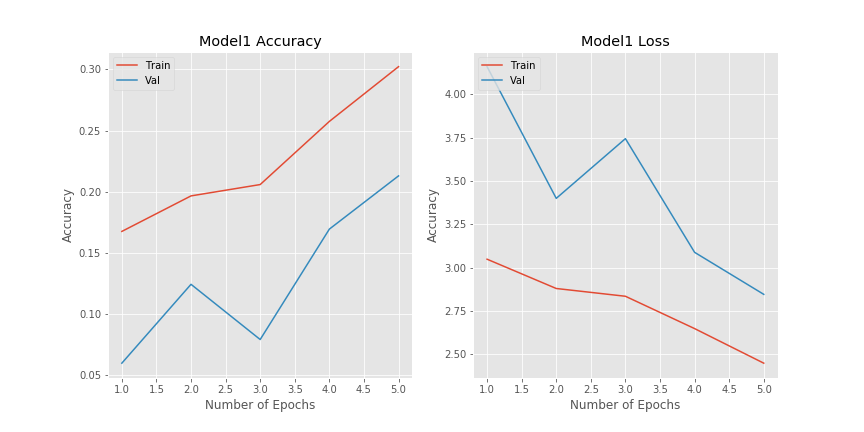 Model1 Accuracy
Train
Val
0.30
0.25
0.20
0.15
0.10
0.05
Accuracy
1.0 1.5 2.0 2.5 3.0 3.5 4.0 4.5 5.0
Number of Epochs
Model1 Loss
Train
Val
4.00
3.75
3.50
3.25
3.00
2.75
2.50
Accuracy
1.0 1.5 2.0 2.5 3.0 3.5 4.0 4.5 5.0
Number of Epochs